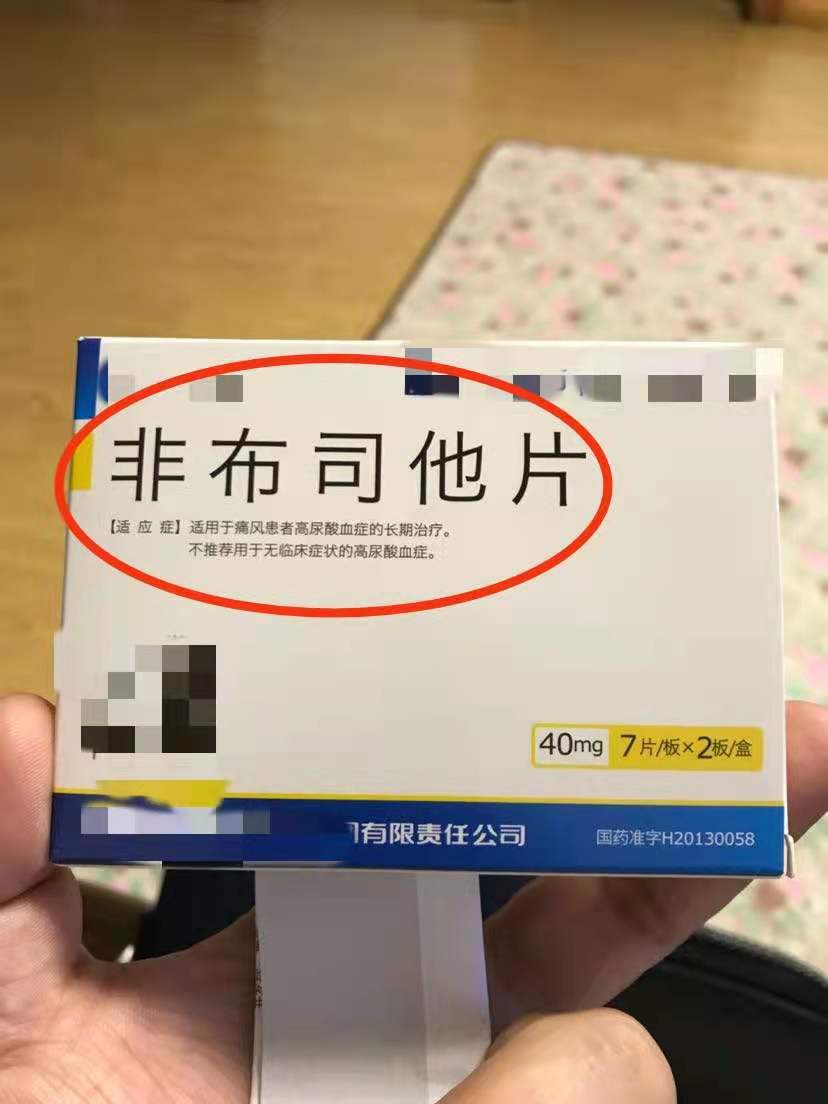 非布司他片
【适 应 症】适用于痛风患者高尿酸血症的长期治疗。
不推荐用于无临床症状的高尿酸血症。
40mg 7片/板×2板/盒
有限责任公司
国药准字H20130058